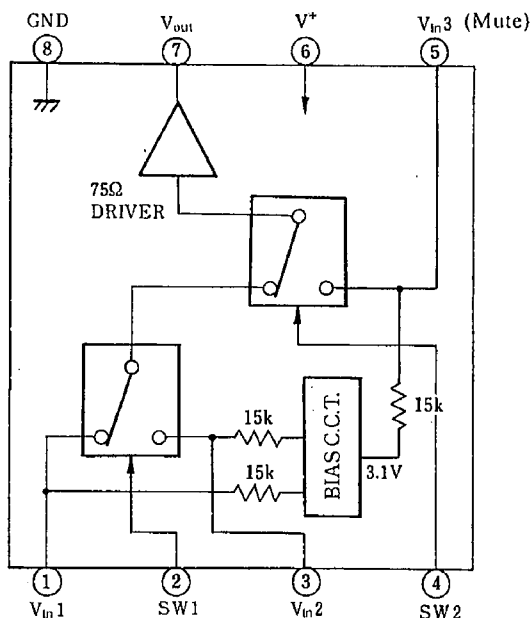 GND
Vout
V+
Vin3 (Mute)
8
7
6
5
75Ω
DRIVER
15k
15k
15k
BIAS C.C.T.
3.1V
1
2
3
4
Vin1
SW1
Vin2
SW2